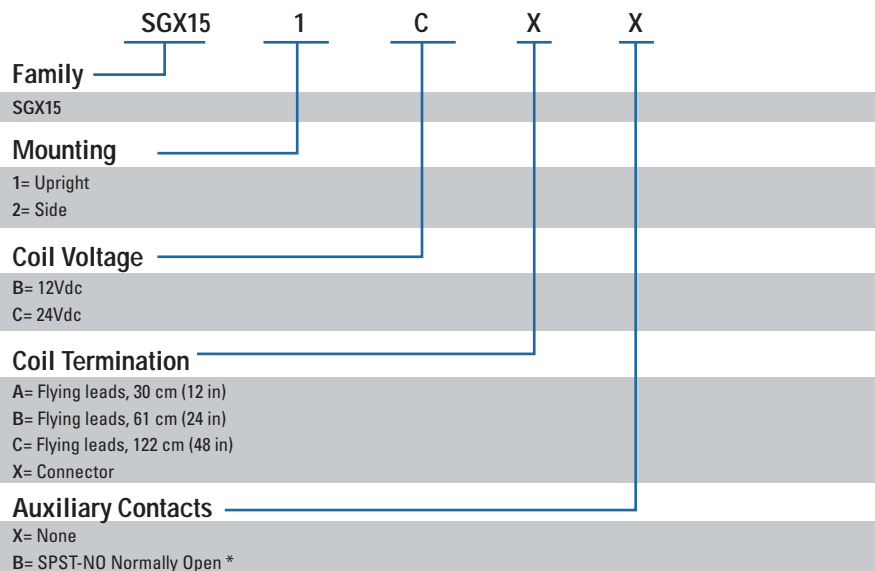 SGX15 1 C X X
Family
SGX15
Mounting
1= Upright
2= Side
Coil Voltage
B= 12Vdc
C= 24Vdc
Coil Termination
A= Flying leads, 30 cm (12 in)
B= Flying leads, 61 cm (24 in)
C= Flying leads, 122 cm (48 in)
X= Connector
Auxiliary Contacts
X= None
B= SPST-NO Normally Open *